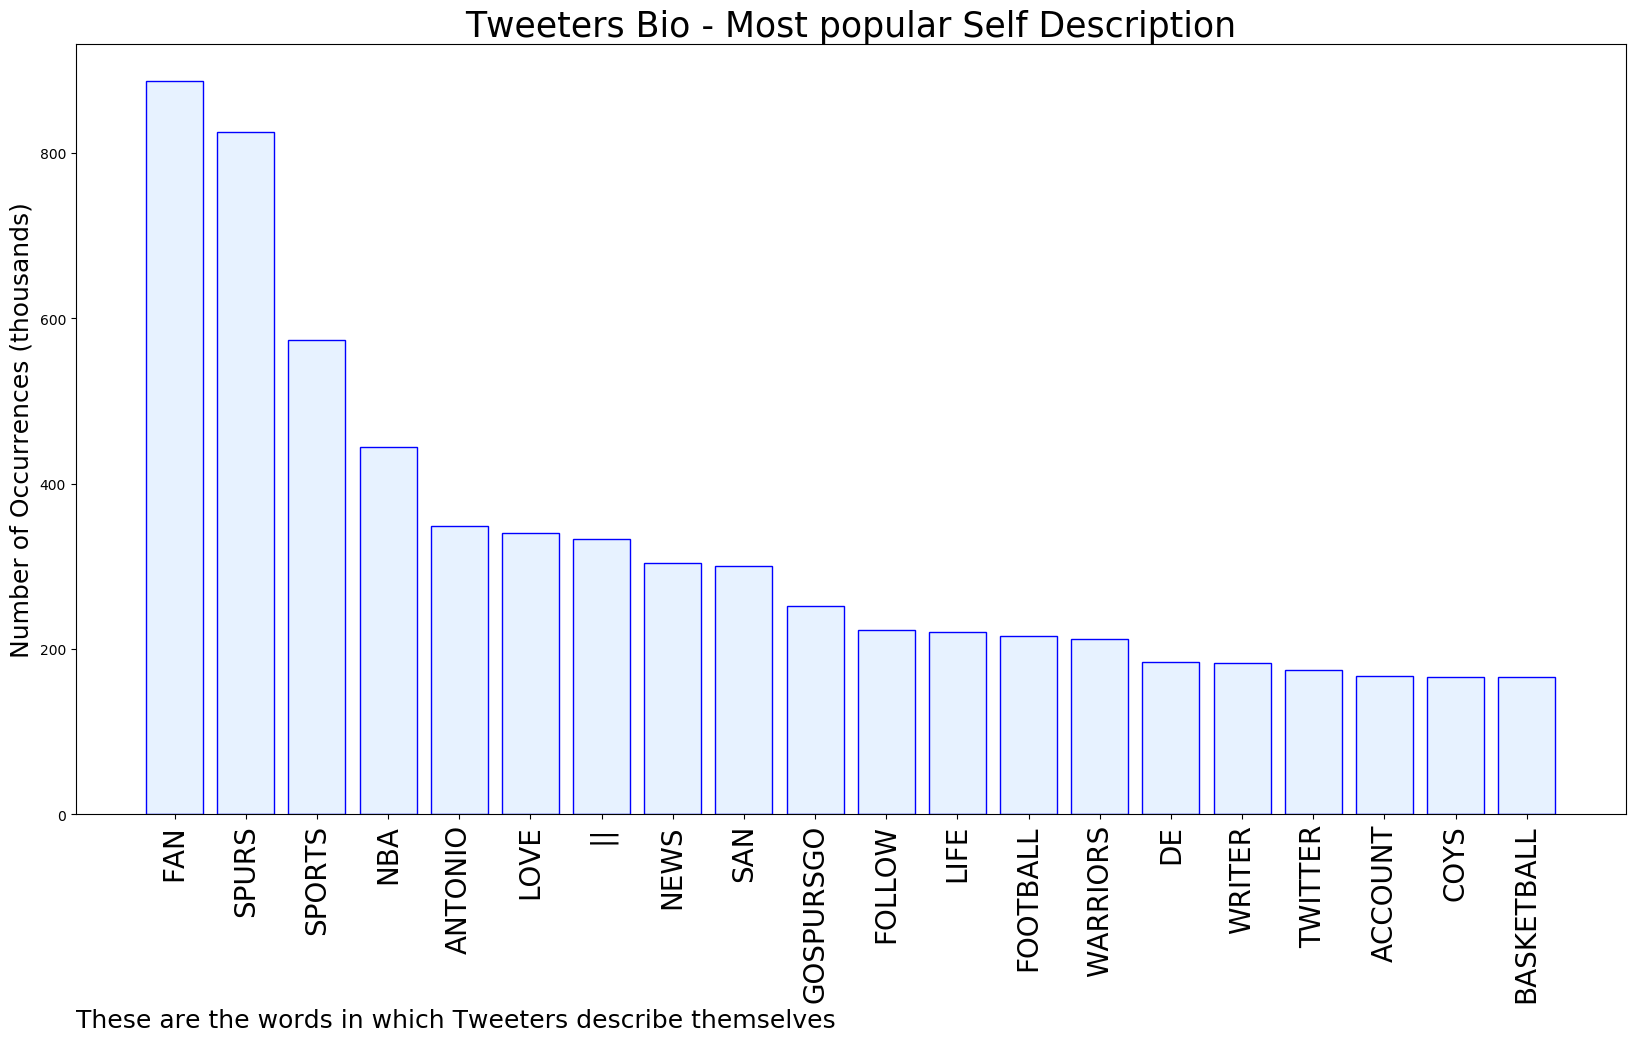 Tweeters Bio - Most popular Self Description
Number of Occurrences (thousands)
800
600
400
200
0
FAN
SPURS
SPORTS
NBA
ANTONIO
LOVE
||
NEWS
SAN
GOSPURSGO
FOLLOW
LIFE
FOOTBALL
WARRIORS
DE
WRITER
TWITTER
ACCOUNT
COYS
BASKETBALL
These are the words in which Tweeters describe themselves